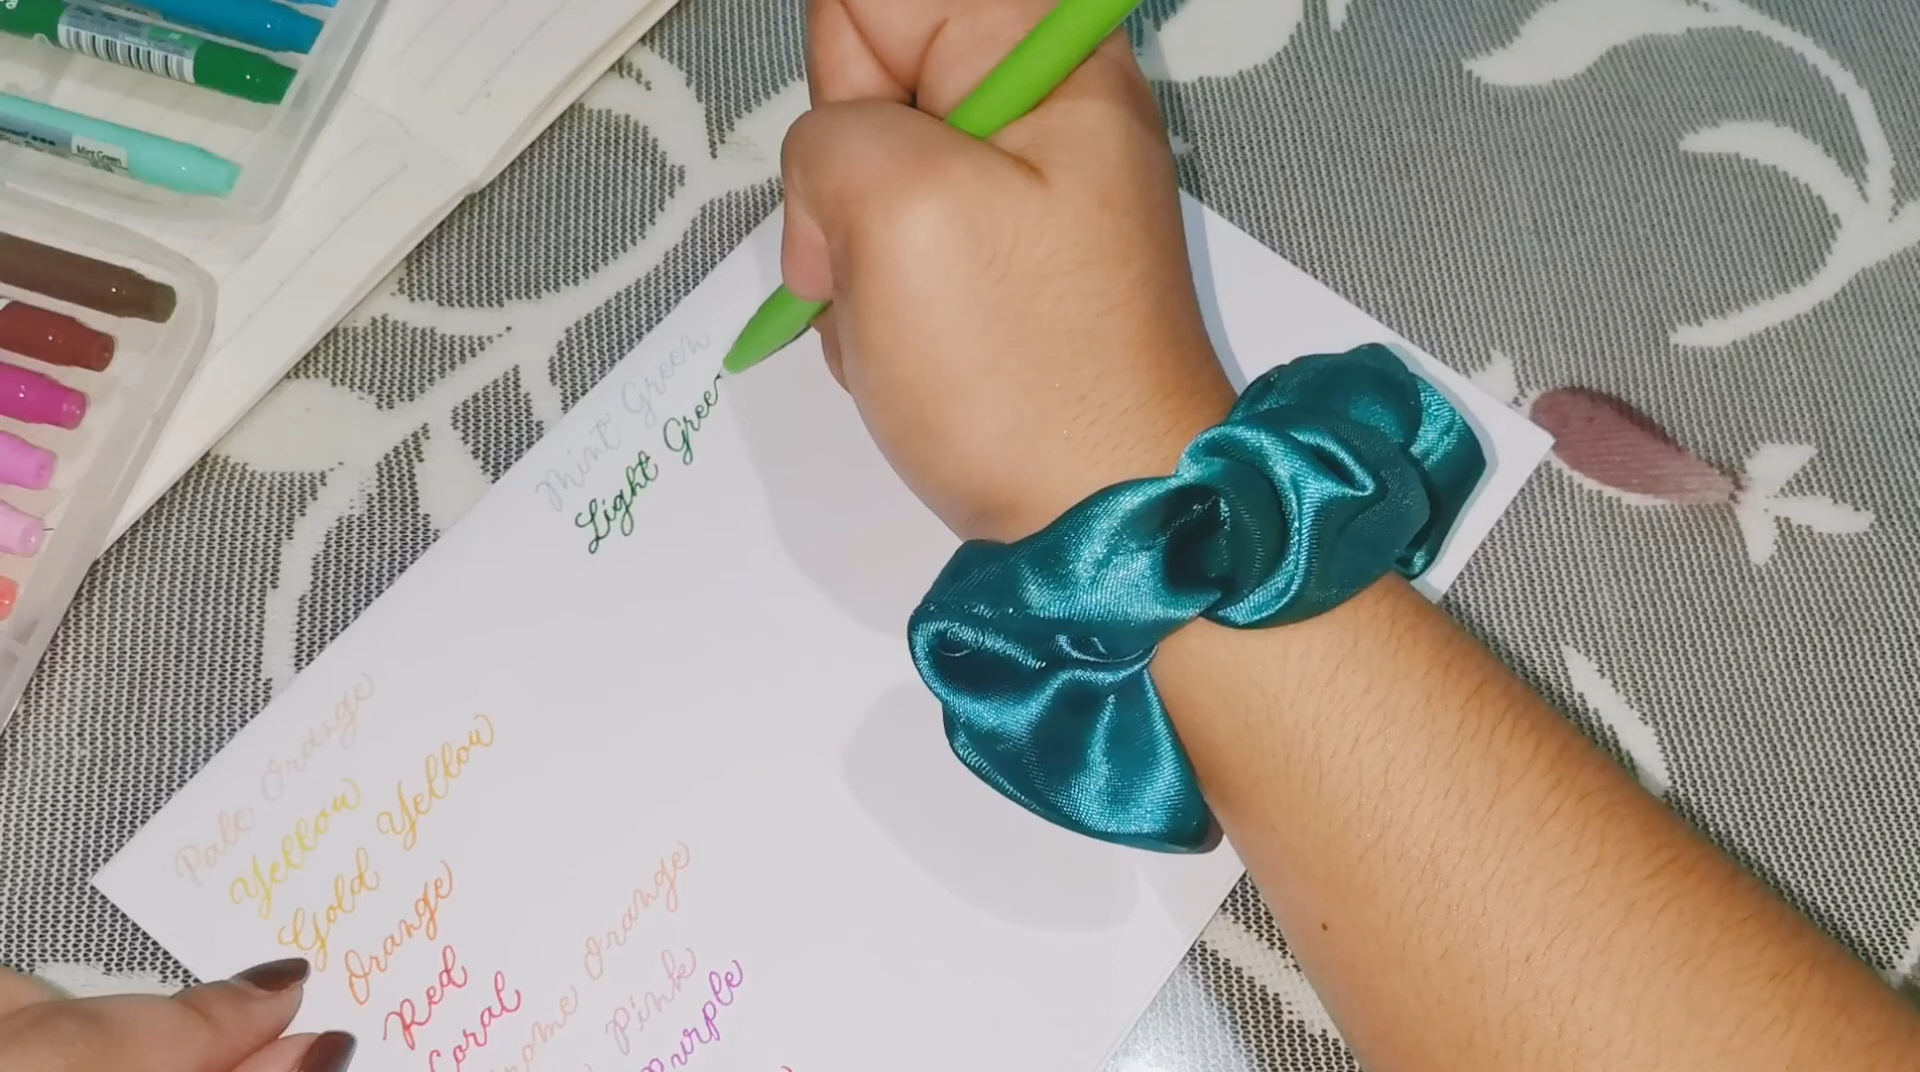 Mint Green
Mint Green
Light Gree
Pale Orange
Yellow
Gold Yellow
Orange
Red
Coral
Orange
Pink
Purple